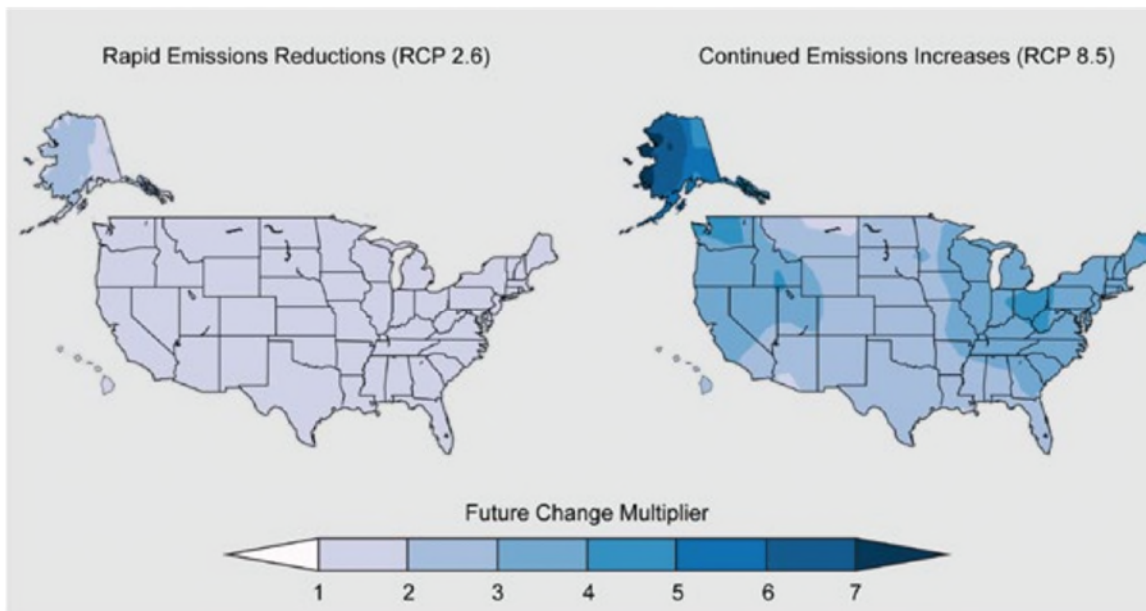 Rapid Emissions Reductions (RCP 2.6)
Continued Emissions Increases (RCP 8.5)
Future Change Multiplier
1 2 3 4 5 6 7